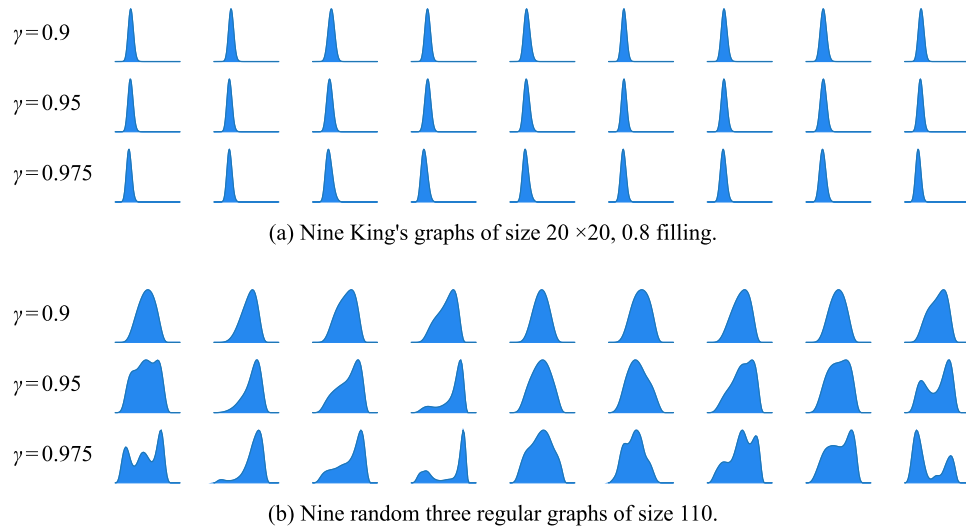 γ=0.9
γ=0.95
γ=0.975
(a) Nine King's graphs of size 20 ×20, 0.8 filling.
γ=0.9
γ=0.95
γ=0.975
(b) Nine random three regular graphs of size 110.